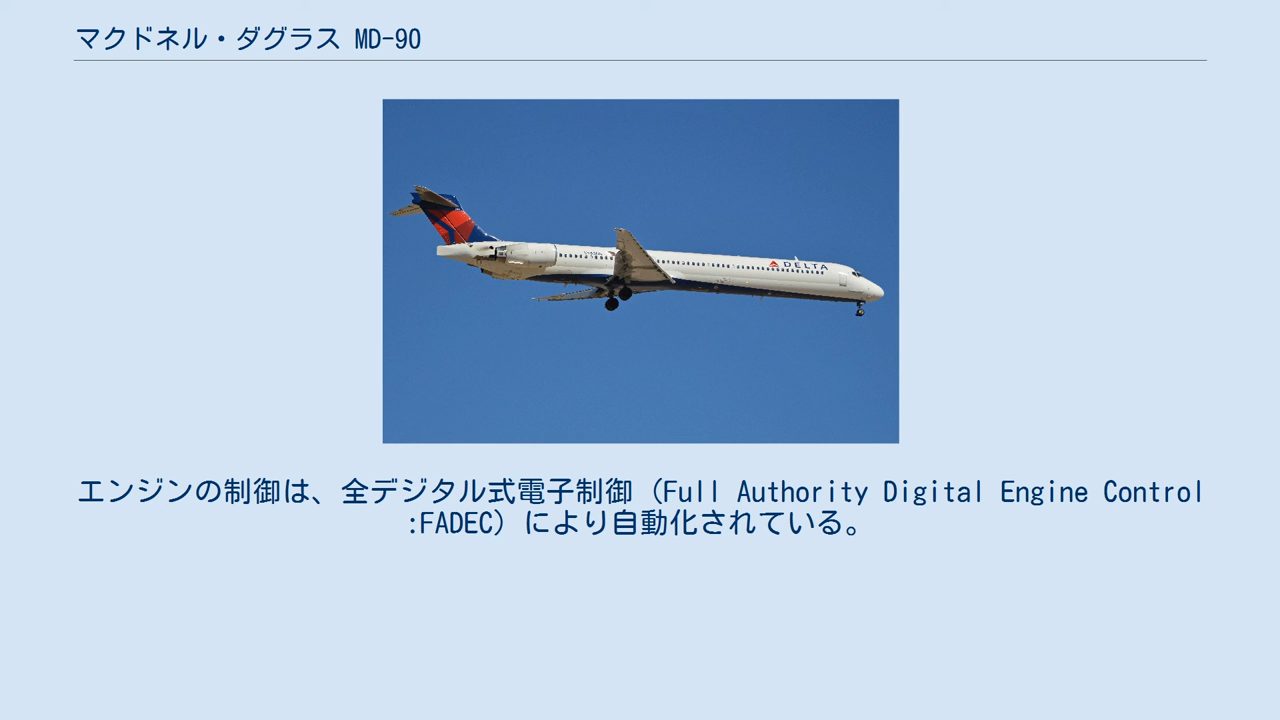 マクドネル・ダグラス MD-90
DELTA
エンジンの制御は、全デジタル式電子制御（Full Authority Digital Engine Control
:FADEC）により自動化されている。